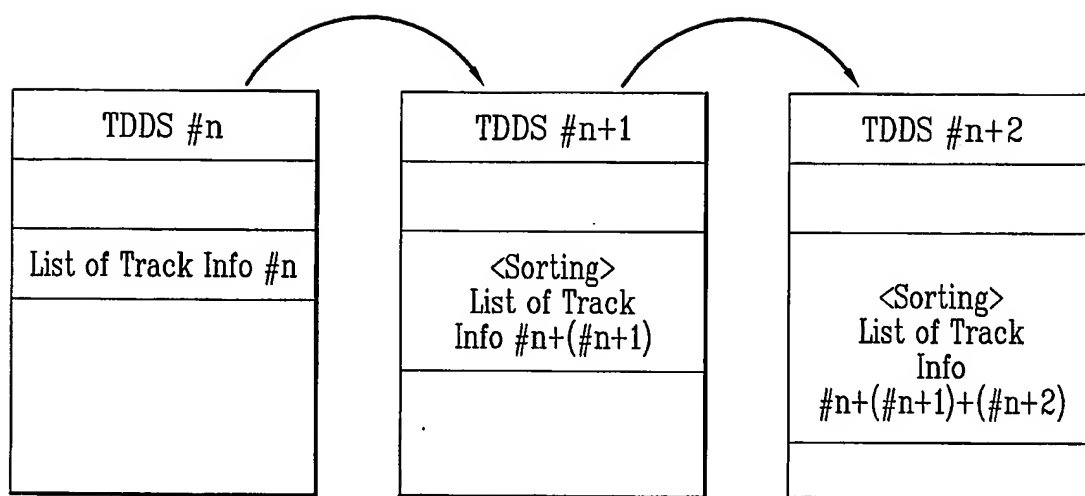 TDDS #n
List of Track Info #n
TDDS #n+1
<Sorting>
List of Track
Info #n+(#n+1)
TDDS #n+2
<Sorting>
List of Track
Info
#n+(#n+1)+(#n+2)